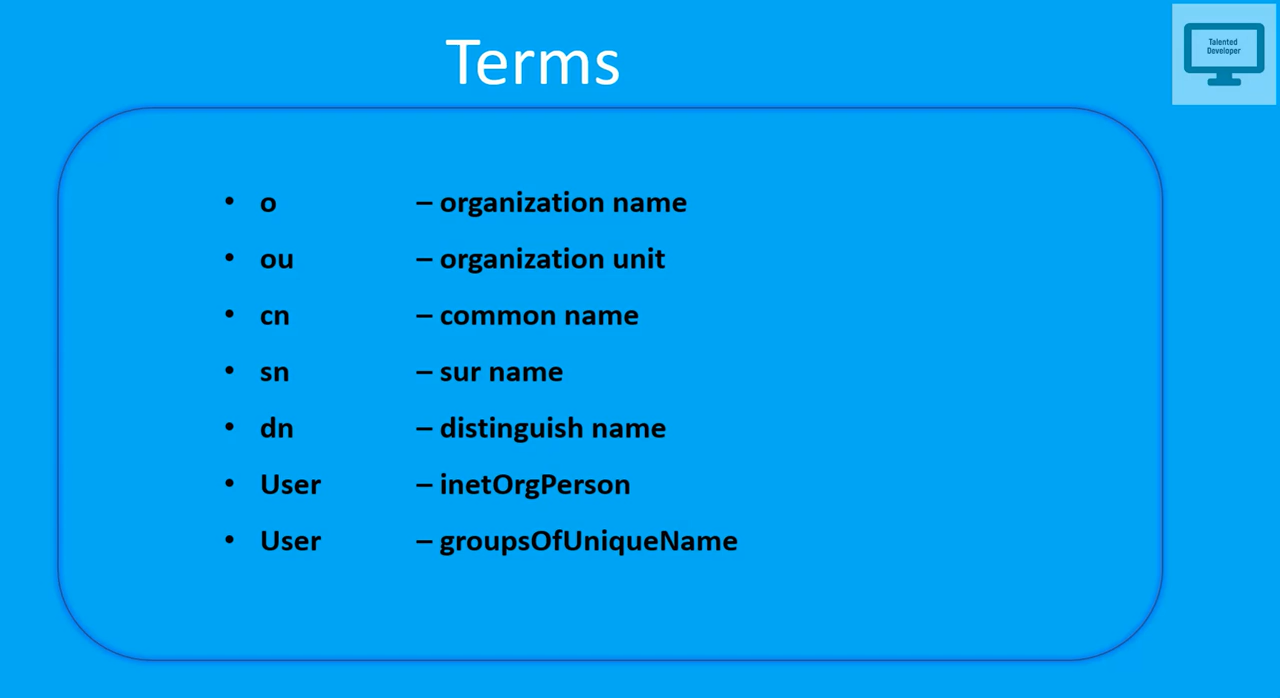 Terms
Talented
Developer
• o – organization name
• ou – organization unit
• cn – common name
• sn – sur name
• dn – distinguish name
• User – inetOrgPerson
• User – groupsOfUniqueName